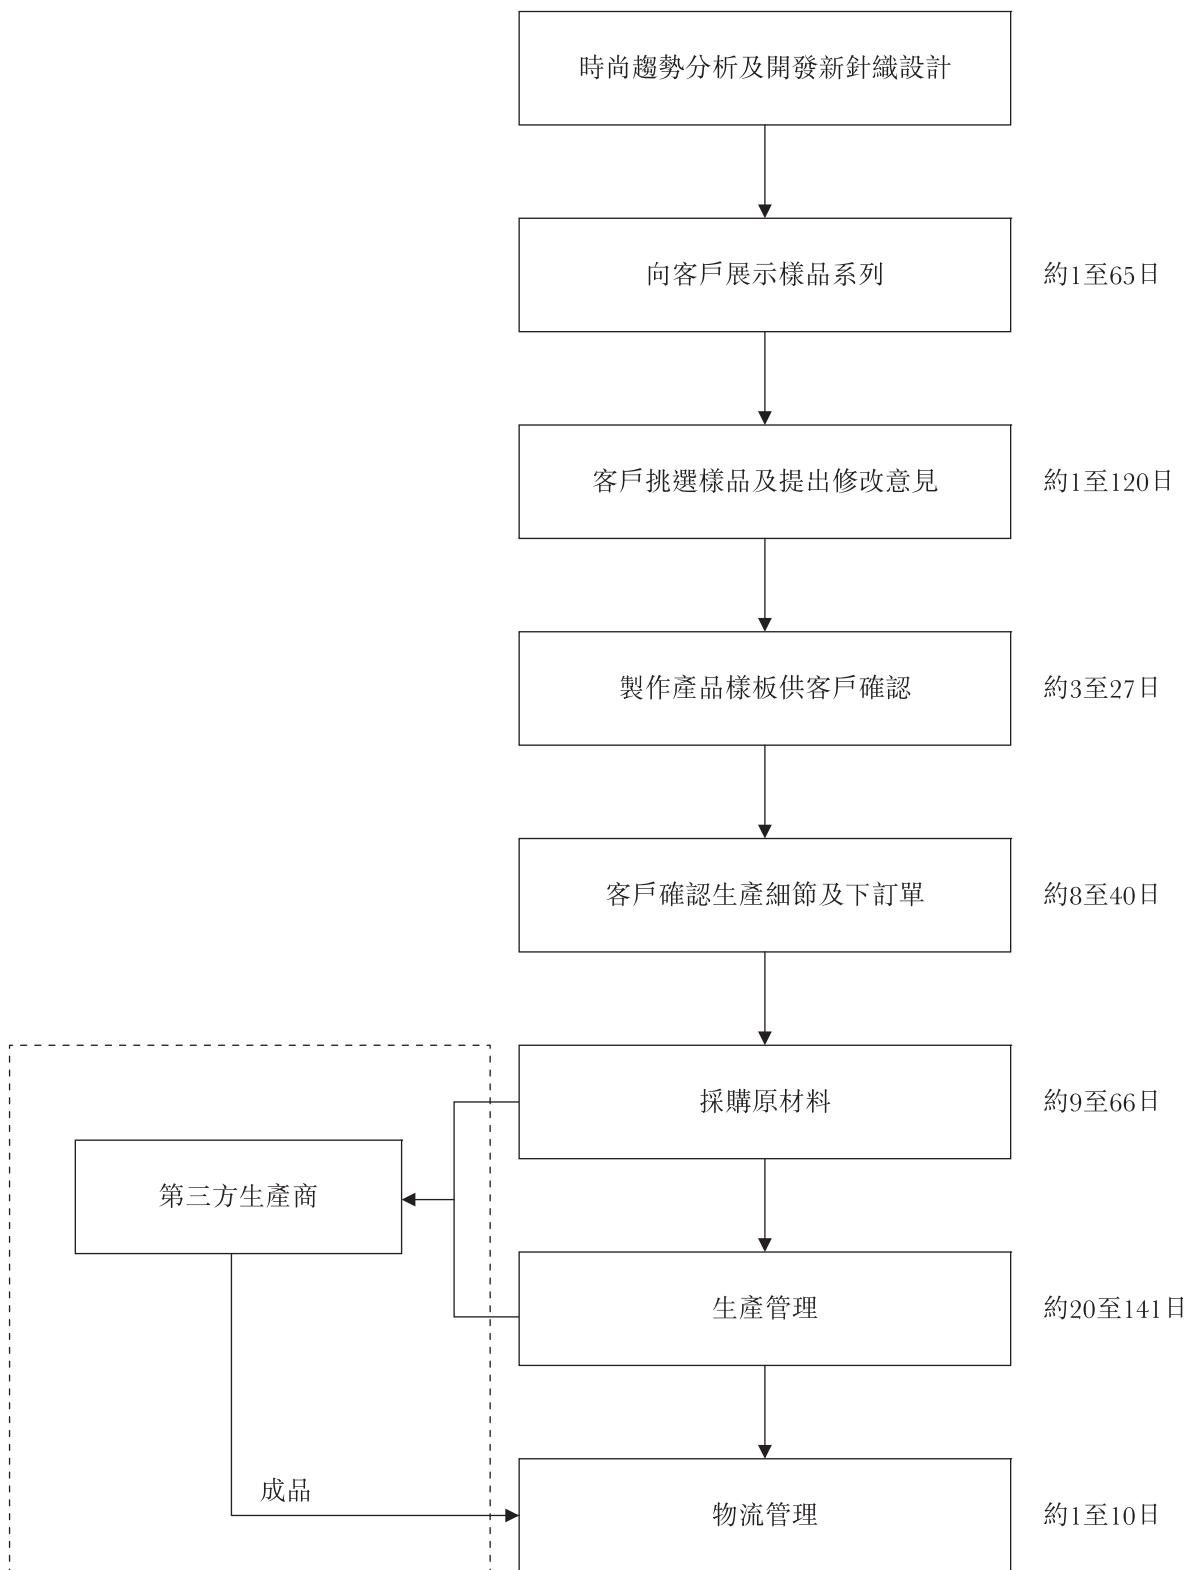 時尚趨勢分析及開發新針織設計
向客戶展示樣品系列
約1至65日
客戶挑選樣品及提出修改意見
約1至120日
製作產品樣板供客戶確認
約3至27日
客戶確認生產細節及下訂單
約8至40日
採購原材料
約9至66日
第三方生產商
生產管理
約20至141日
成品
物流管理
約1至10日